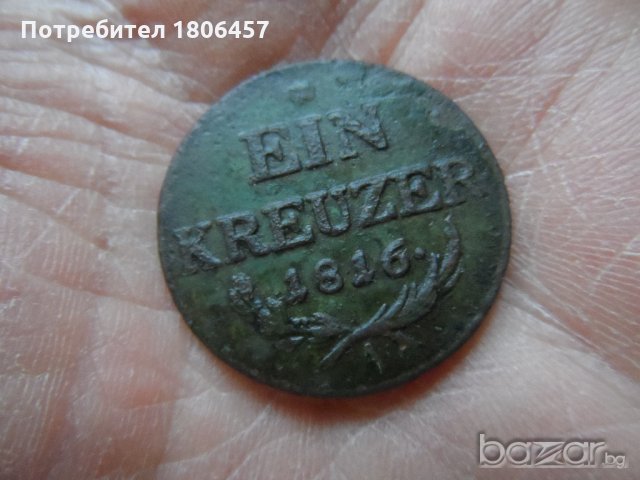 Потребител 1806457
EIN
KREUZER
.1816.
A
bazar.bg